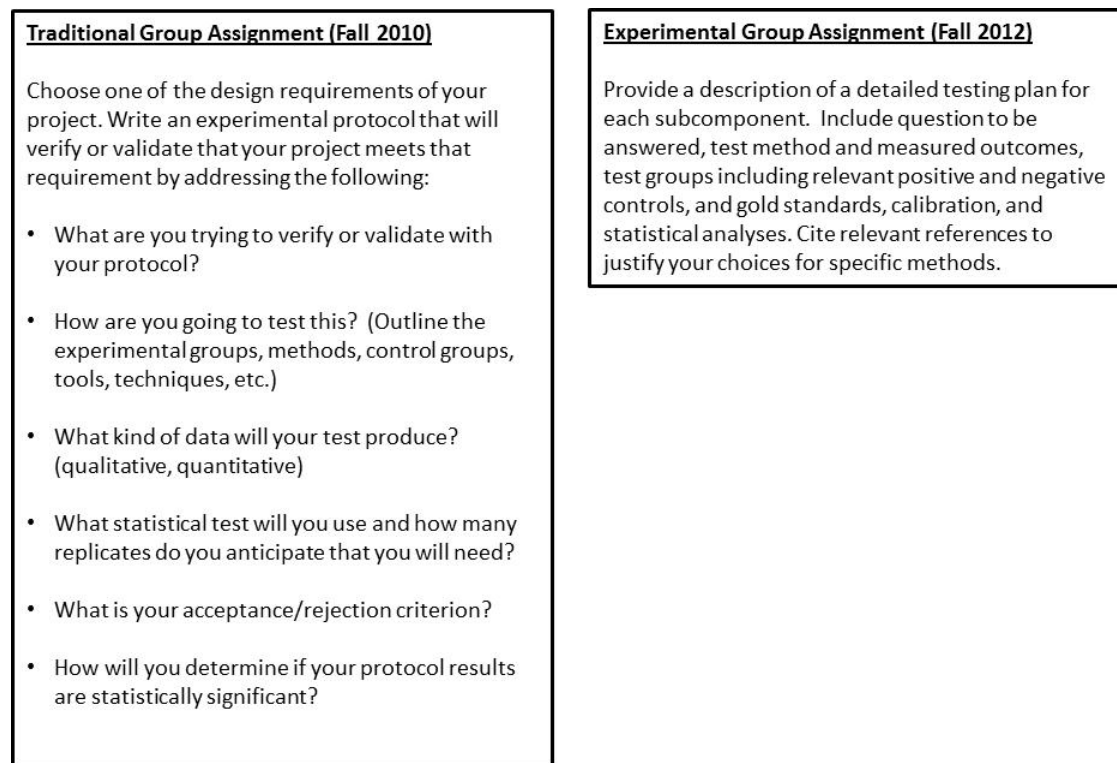 Traditional Group Assignment (Fall 2010)
Choose one of the design requirements of your
project. Write an experimental protocol that will
verify or validate that your project meets that
requirement by addressing the following:
• What are you trying to verify or validate with
your protocol?
• How are you going to test this? (Outline the
experimental groups, methods, control groups,
tools, techniques, etc.)
• What kind of data will your test produce?
(qualitative, quantitative)
• What statistical test will you use and how many
replicates do you anticipate that you will need?
• What is your acceptance/rejection criterion?
• How will you determine if your protocol results
are statistically significant?
Experimental Group Assignment (Fall 2012)
Provide a description of a detailed testing plan for
each subcomponent. Include question to be
answered, test method and measured outcomes,
test groups including relevant positive and negative
controls, and gold standards, calibration, and
statistical analyses. Cite relevant references to
justify your choices for specific methods.